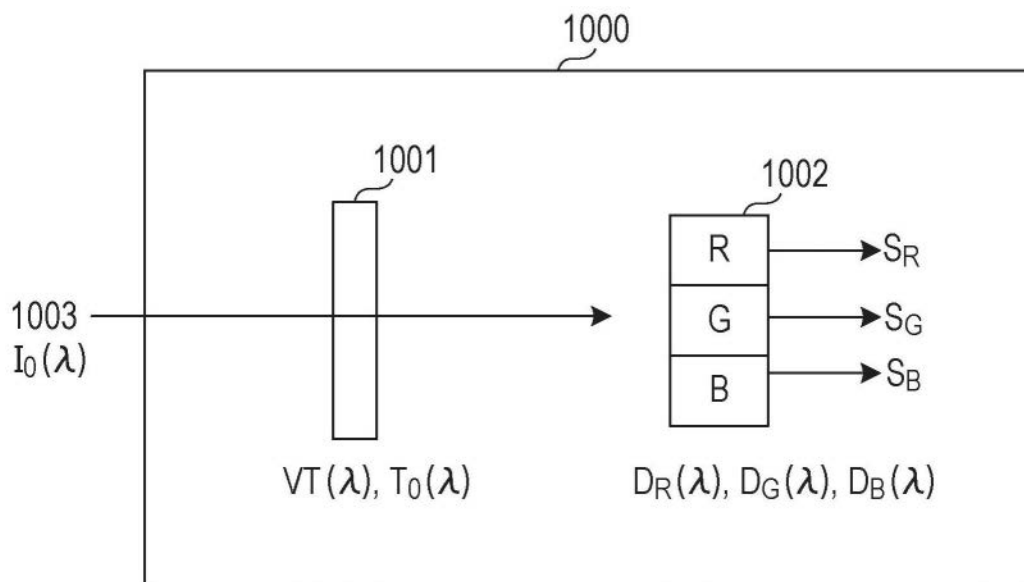 1000
1001
1002
R
S_R
1003
G
S_G
I_0(λ)
B
S_B
VT(λ), T_0(λ)
D_R(λ), D_G(λ), D_B(λ)